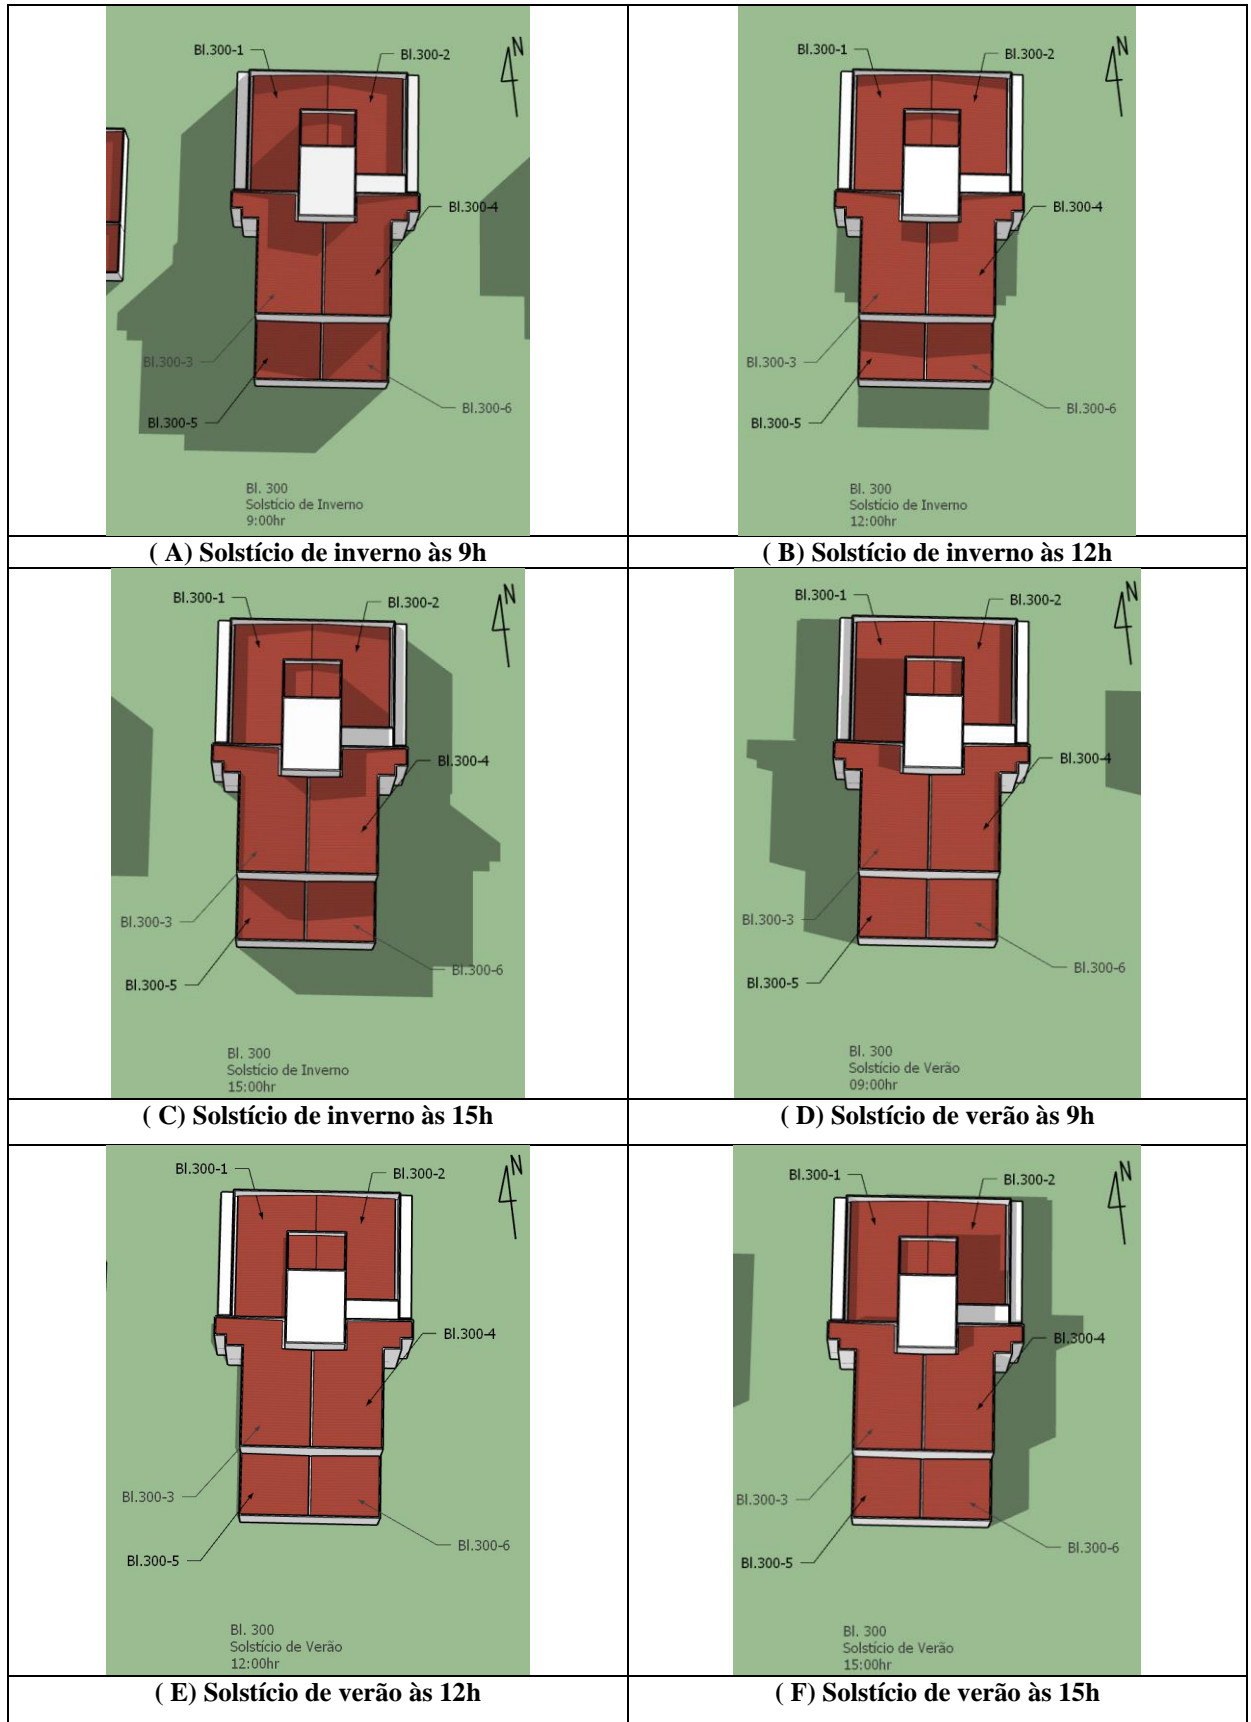 Bl.300-1
Bl.300-2
N
Bl.300-4
Bl.300-3
Bl.300-5
Bl.300-6
Bl. 300
Solstício de Inverno
9:00hr
( A) Solstício de inverno às 9h
Bl.300-1
Bl.300-2
N
Bl.300-4
Bl.300-3
Bl.300-5
Bl.300-6
Bl. 300
Solstício de Inverno
12:00hr
( B) Solstício de inverno às 12h
Bl.300-1
Bl.300-2
N
Bl.300-4
Bl.300-3
Bl.300-6
Bl.300-5
Bl. 300
Solstício de Inverno
15:00hr
( C) Solstício de inverno às 15h
Bl.300-1
Bl.300-2
N
Bl.300-4
Bl.300-3
Bl.300-6
Bl.300-5
Bl. 300
Solstício de Verão
09:00hr
( D) Solstício de verão às 9h
Bl.300-1
Bl.300-2
N
Bl.300-4
Bl.300-3
Bl.300-6
Bl.300-5
Bl. 300
Solstício de Verão
12:00hr
( E) Solstício de verão às 12h
Bl.300-1
Bl.300-2
N
Bl.300-4
Bl.300-3
Bl.300-6
Bl.300-5
Bl. 300
Solstício de Verão
15:00hr
( F) Solstício de verão às 15h